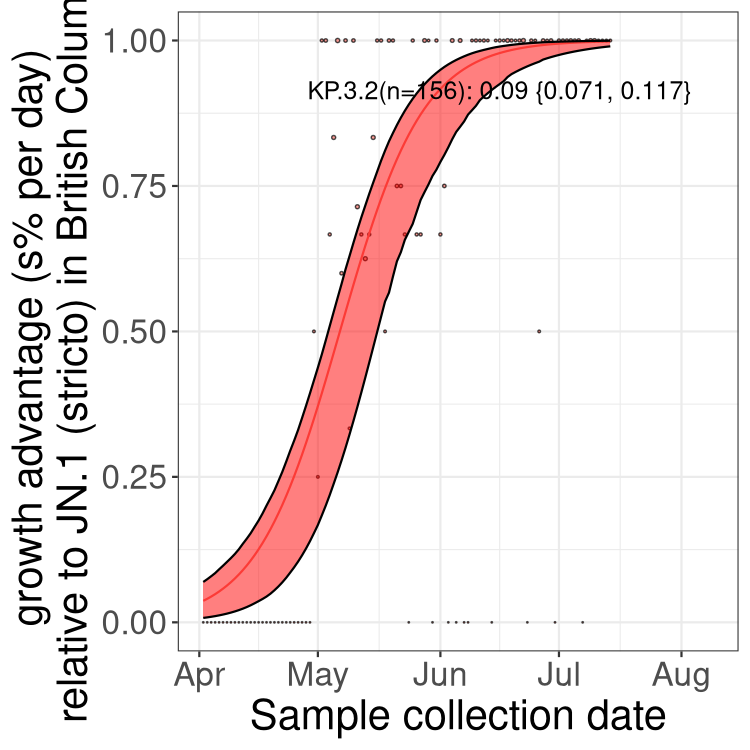 growth advantage (s% per day)
relative to JN.1 (stricto) in British Colum
1.00
0.75
0.50
0.25
0.00
KP.3.2(n=156): 0.09 {0.071, 0.117}
Apr May Jun Jul Aug
Sample collection date